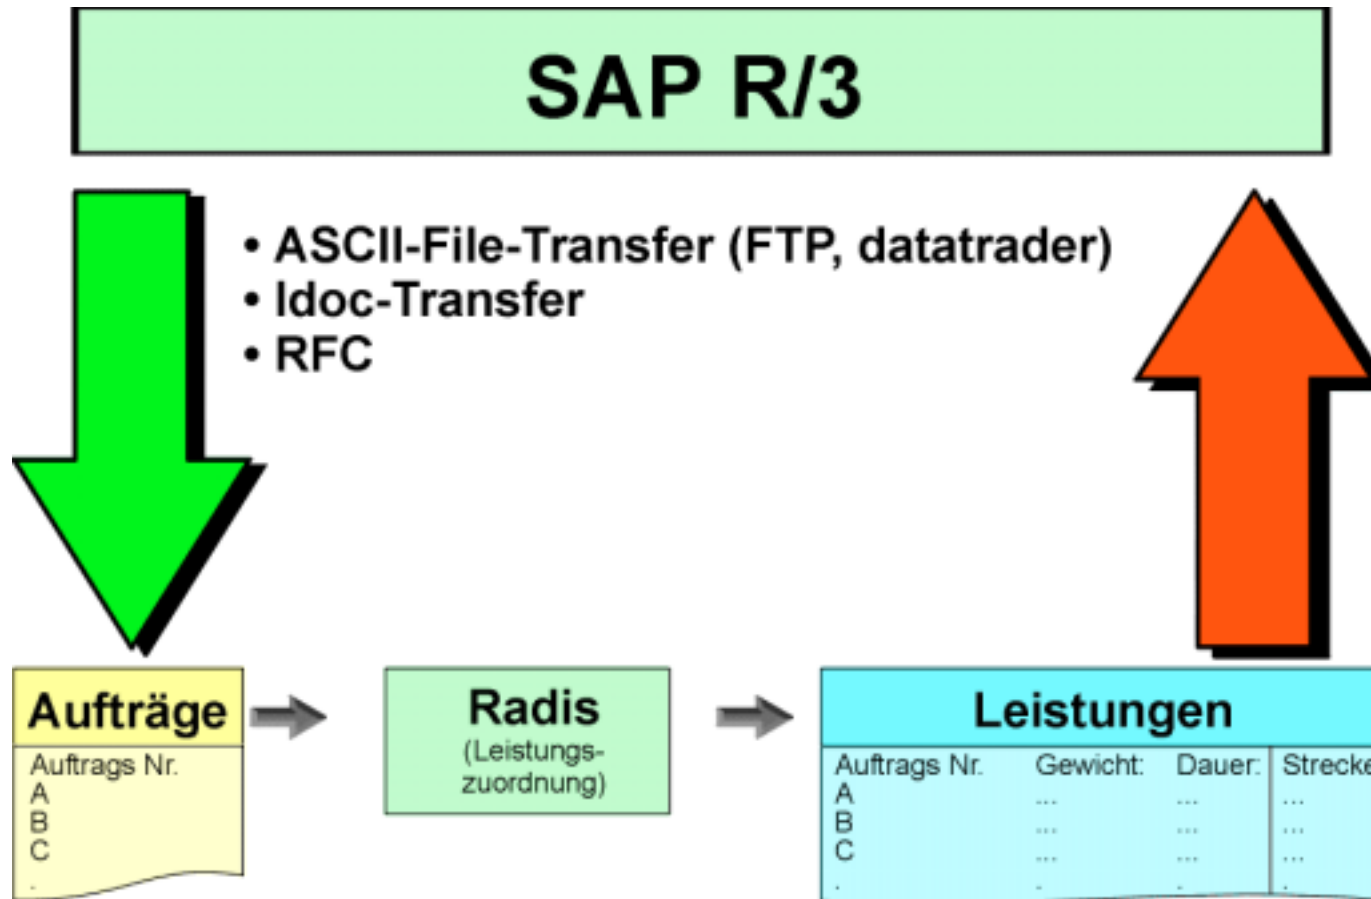 SAP R/3
• ASCII-File-Transfer (FTP, datatrader)
• Idoc-Transfer
• RFC
Aufträge
Auftrags Nr.
A
B
C
.
Radis
(Leistungs-
zuordnung)
Leistungen
Auftrags Nr. Gewicht: Dauer: Strecke
A ... ... ...
B ... ... ...
C ... ... ...
. . . .